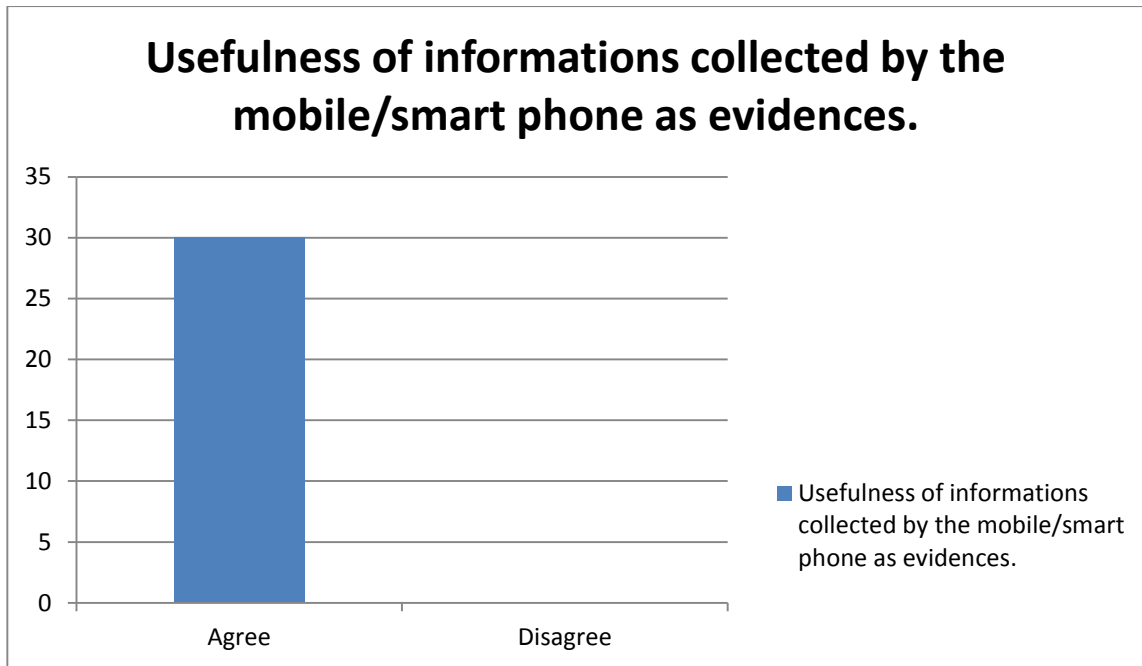 Usefulness of informations collected by the
mobile/smart phone as evidences.
35
30
25
20
15
10
5
0
Agree
Disagree
Usefulness of informations
collected by the mobile/smart
phone as evidences.